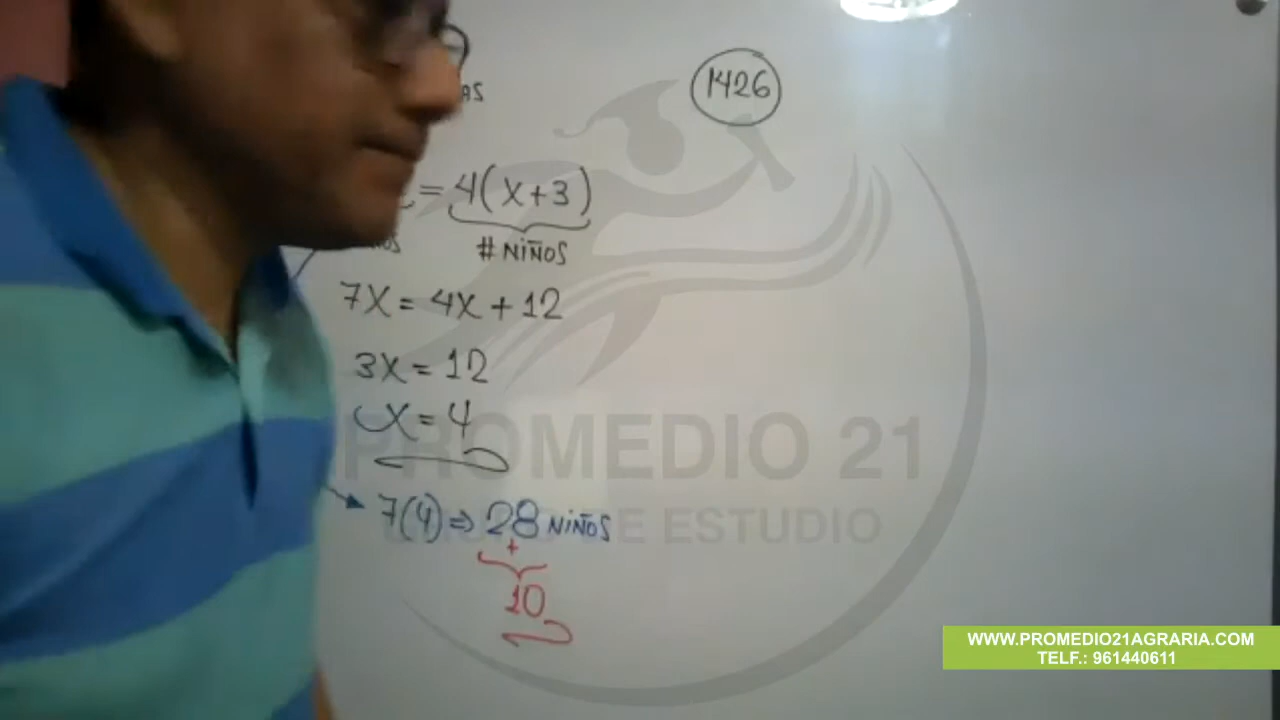 1426
= 4(x+3)
# NIÑOS
7x = 4x + 12
3x = 12
x = 4
PROMEDIO 21
7(4) ⇒ 28 NIÑOS
E ESTUDIO
+
10
WWW.PROMEDIO21AGRARIA.COM
TELF.: 961440611